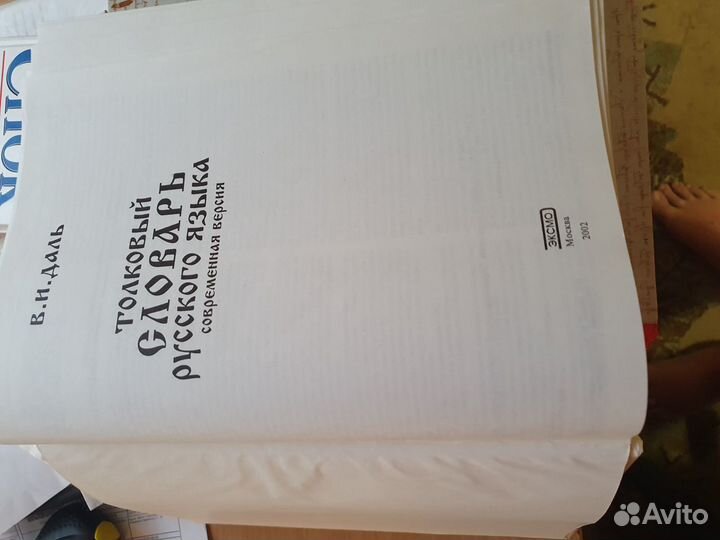 В.И.ДАЛЬ
ТОЛКОВЫЙ
СЛОВАРЬ
РУССКОГО ЯЗЫКА
СОВРЕМЕННАЯ ВЕРСИЯ
ЭКСМО
Москва
2002
Avito